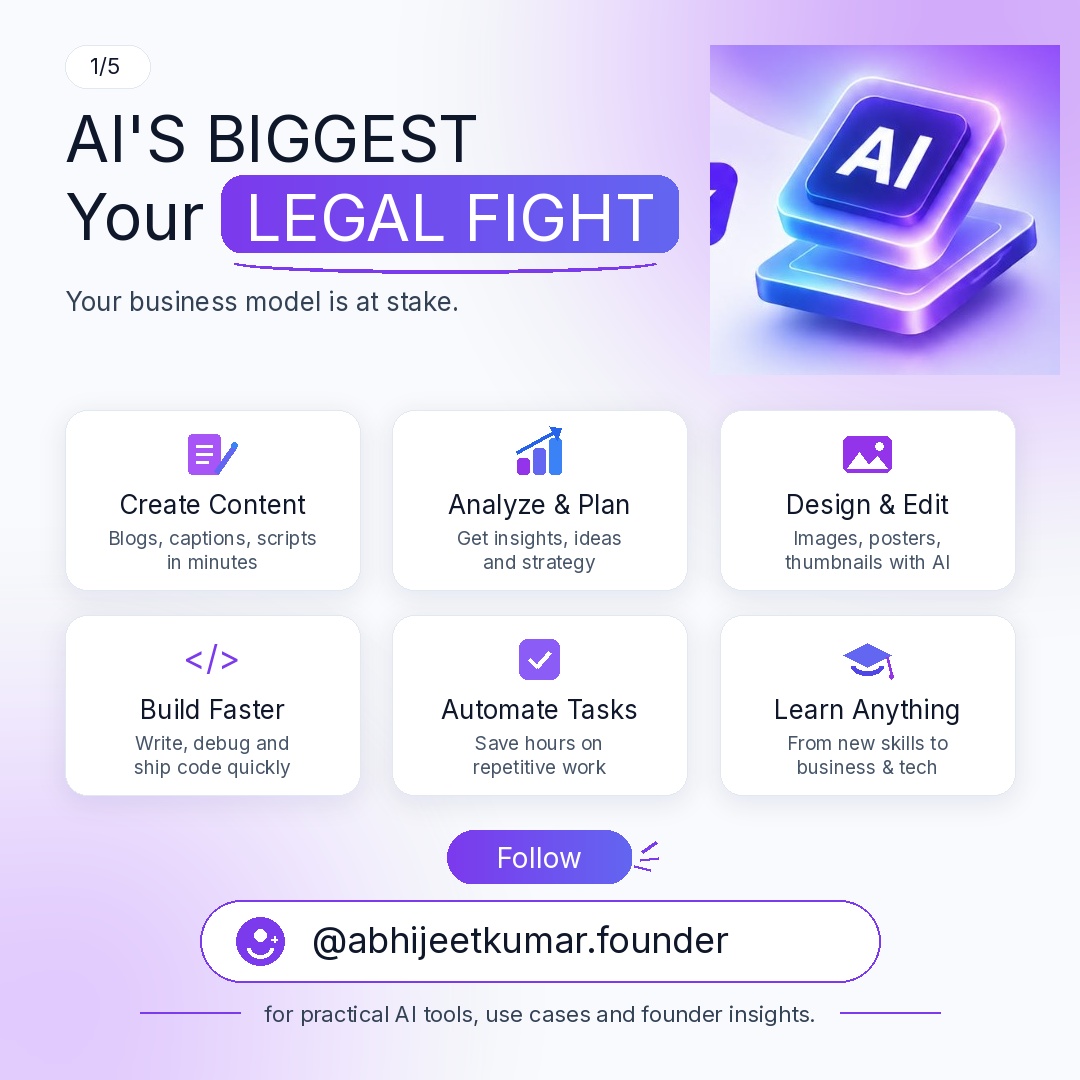 1/5
AI'S BIGGEST
Your LEGAL FIGHT
Your business model is at stake.
AI
Create Content
Blogs, captions, scripts
in minutes
Analyze & Plan
Get insights, ideas
and strategy
Design & Edit
Images, posters,
thumbnails with AI
</>
Build Faster
Write, debug and
ship code quickly
Automate Tasks
Save hours on
repetitive work
Learn Anything
From new skills to
business & tech
Follow
@abhijeetkumar.founder
for practical AI tools, use cases and founder insights.